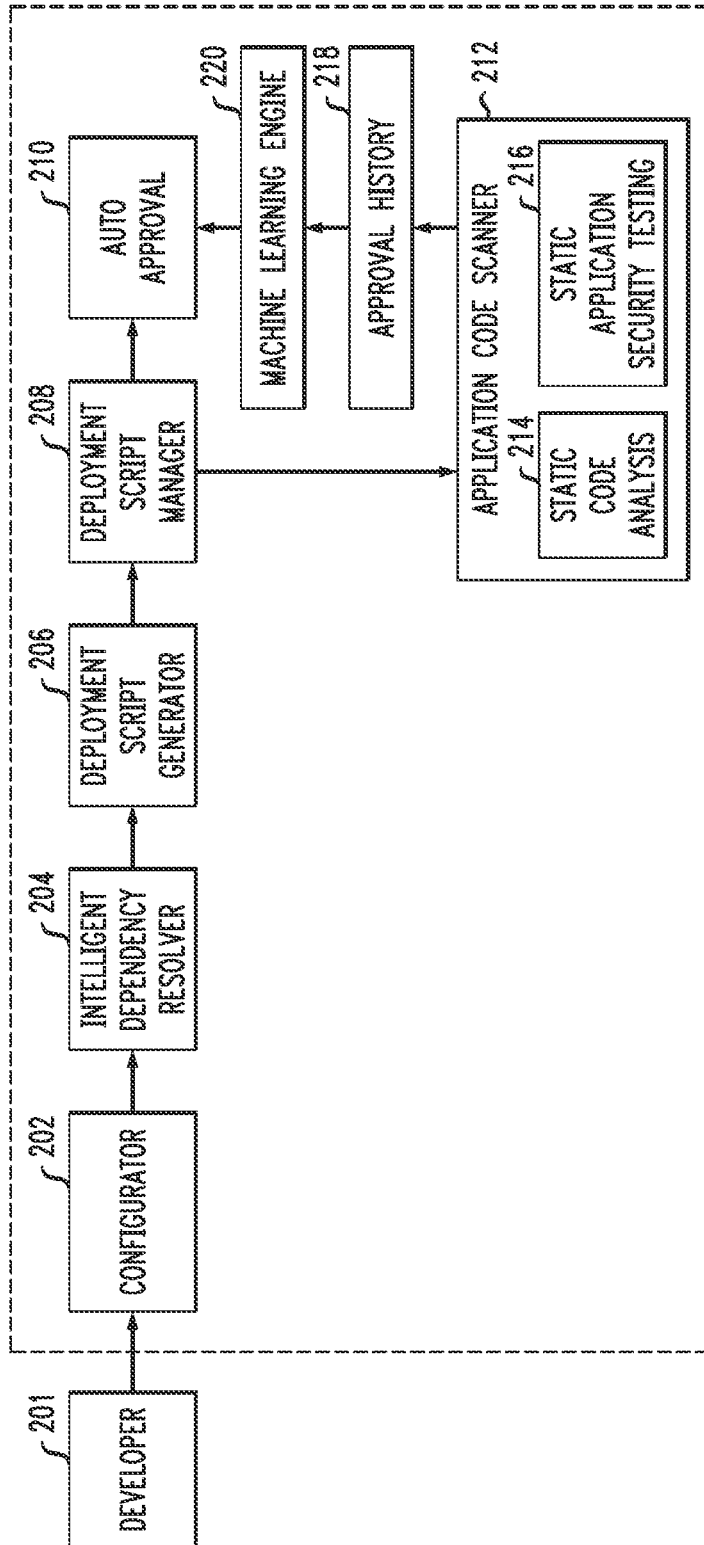 201
DEVELOPER
202
CONFIGURATOR
204
INTELLIGENT
DEPENDENCY
RESOLVER
206
DEPLOYMENT
SCRIPT
GENERATOR
208
DEPLOYMENT
SCRIPT
MANAGER
210
AUTO
APPROVAL
220
MACHINE LEARNING ENGINE
218
APPROVAL HISTORY
212
APPLICATION CODE SCANNER
214
STATIC
CODE
ANALYSIS
216
STATIC
APPLICATION
SECURITY TESTING